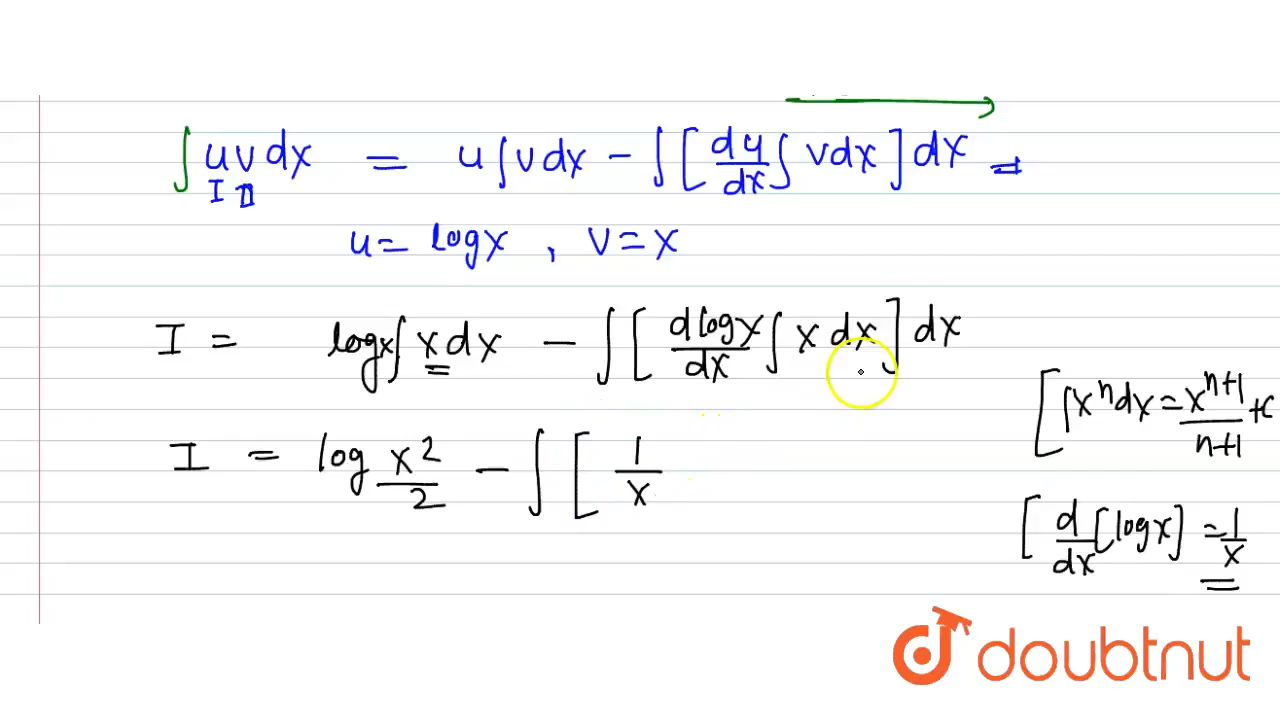 ∫ uv dx = u ∫ v dx − ∫ [ du/dx ∫ v dx ] dx
I II
u = log x , v = x
I = log x ∫ x dx − ∫ [ d log x/dx ∫ x dx ] dx
[ ∫ xⁿ dx = xⁿ⁺¹/n+1 + c
I = log x²/2 − ∫ [ 1/x
[ d/dx [log x] = 1/x
doubtnut